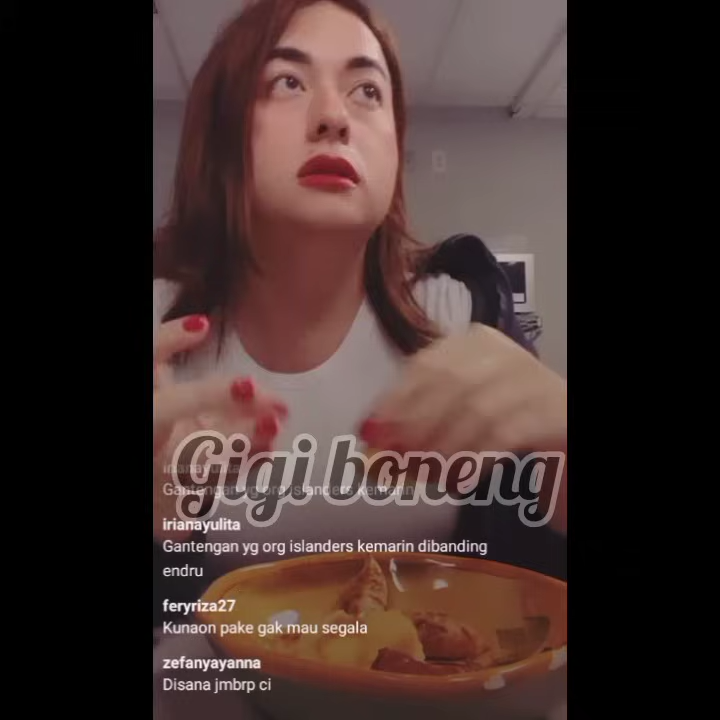 irianayulita
Gantengan yg org islanders kemarin
Gigi boneng
irianayulita
Gantengan yg org islanders kemarin dibanding
endru
feryriza27
Kunaon pake gak mau segala
zefanyayanna
Disana jmbrp ci